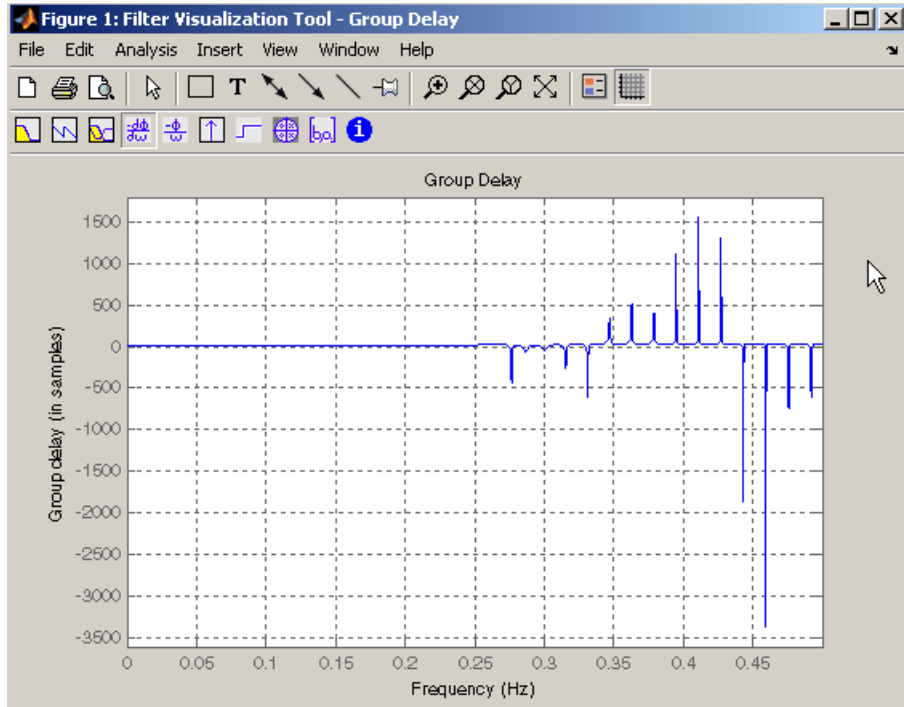 Figure 1: Filter Visualization Tool - Group Delay
File Edit Analysis Insert View Window Help
T
[b,a] i
Group Delay
1500
1000
500
0
-500
-1000
-1500
-2000
-2500
-3000
-3500
Group delay (in samples)
0 0.05 0.1 0.15 0.2 0.25 0.3 0.35 0.4 0.45
Frequency (Hz)